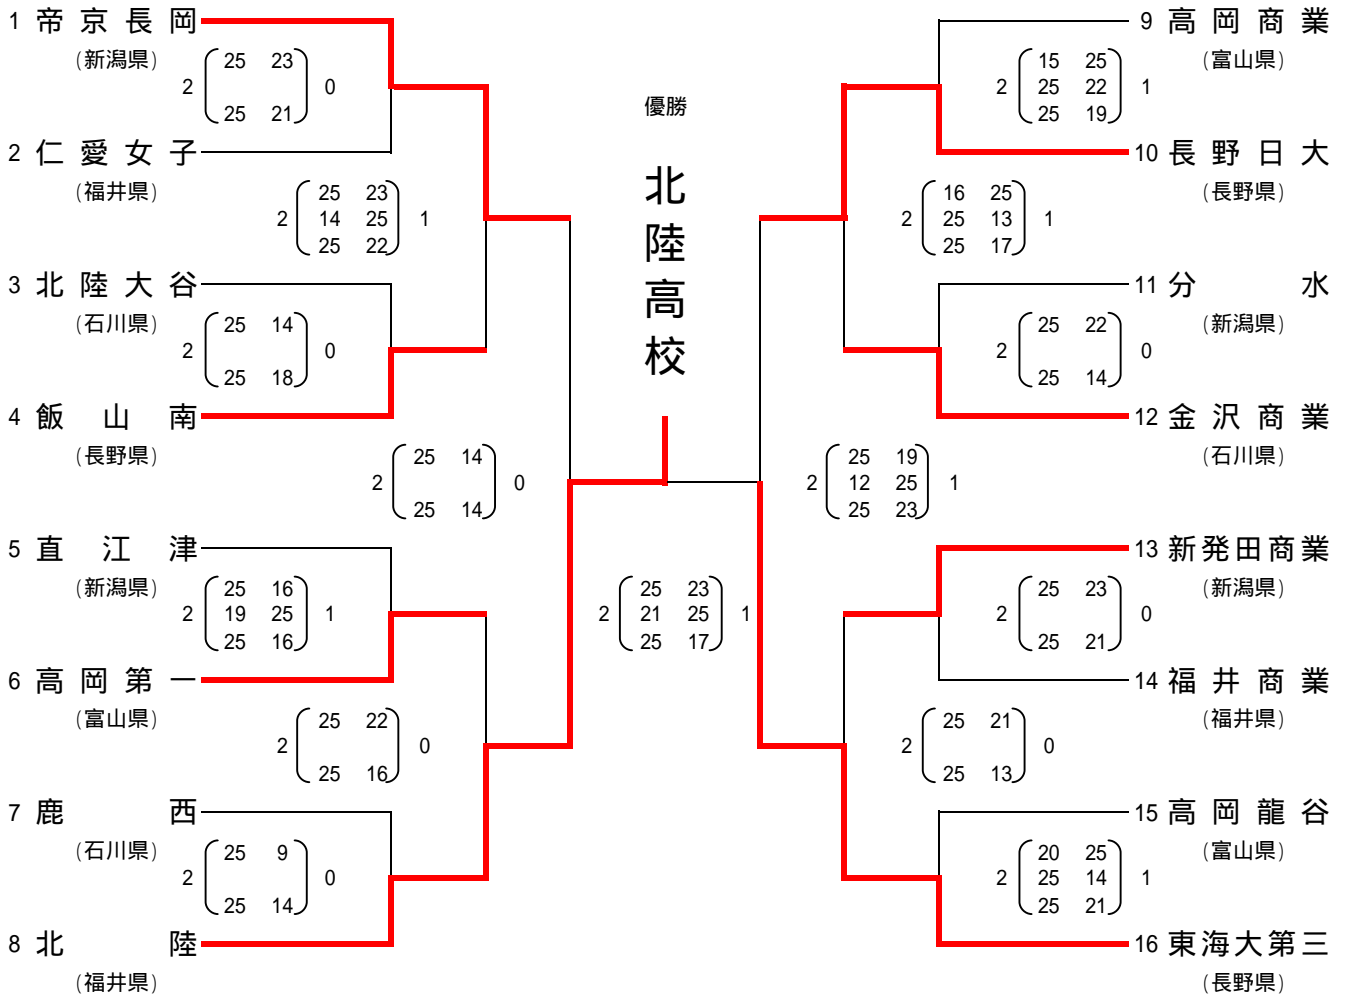 1 帝京長岡
(新潟県)
2 25 23 0
25 21
2 仁愛女子
(福井県)
25 23
2 14 25 1
25 22
3 北陸大谷
(石川県)
2 25 14 0
25 18
4 飯山南
(長野県)
2 25 14 0
25 14
5 直江津
(新潟県)
25 16
2 19 25 1
25 16
6 高岡第一
(富山県)
2 25 22 0
25 16
7 鹿西
(石川県)
2 25 9 0
25 14
8 北陸
(福井県)
優勝
北陸高校
25 23
2 21 25 1
25 17
9 高岡商業
(富山県)
15 25
2 25 22 1
25 19
10 長野日大
(長野県)
16 25
2 25 13 1
25 17
11 分水
(新潟県)
2 25 22 0
25 14
12 金沢商業
(石川県)
25 19
2 12 25 1
25 23
13 新発田商業
(新潟県)
2 25 23 0
25 21
14 福井商業
(福井県)
2 25 21 0
25 13
15 高岡龍谷
(富山県)
20 25
2 25 14 1
25 21
16 東海大第三
(長野県)